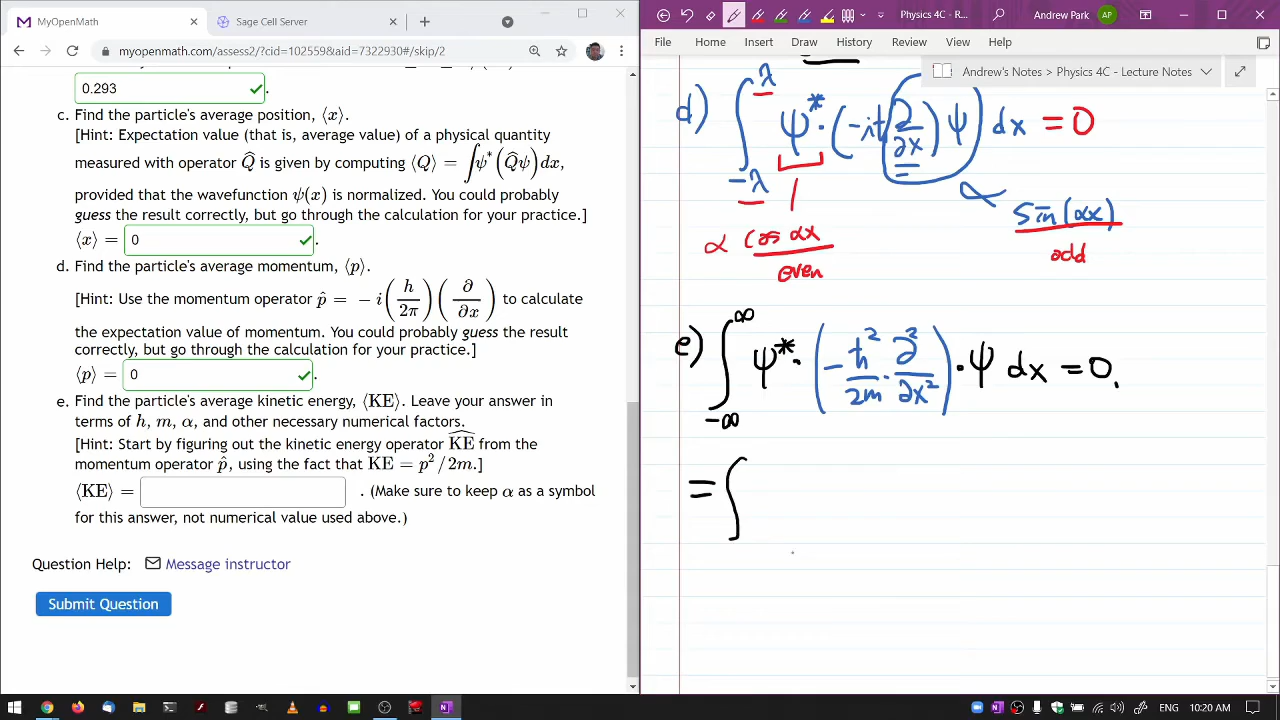 MyOpenMath
Sage Cell Server
myopenmath.com/assess2/?cid=102559&aid=7322930#/skip/2
0.293
c. Find the particle's average position, ⟨x⟩.
[Hint: Expectation value (that is, average value) of a physical quantity
measured with operator Q̂ is given by computing ⟨Q⟩ = ∫ψ*(Q̂ψ)dx,
provided that the wavefunction ψ(x) is normalized. You could probably
guess the result correctly, but go through the calculation for your practice.]
⟨x⟩ = 0 .
d. Find the particle's average momentum, ⟨p⟩.
[Hint: Use the momentum operator p̂ = −i(h/2π)(∂/∂x) to calculate
the expectation value of momentum. You could probably guess the result
correctly, but go through the calculation for your practice.]
⟨p⟩ = 0 .
e. Find the particle's average kinetic energy, ⟨KE⟩. Leave your answer in
terms of h, m, α, and other necessary numerical factors.
[Hint: Start by figuring out the kinetic energy operator K̂E from the
momentum operator p̂, using the fact that KE = p²/2m.]
⟨KE⟩ = . (Make sure to keep α as a symbol
for this answer, not numerical value used above.)
Question Help: Message instructor
Submit Question
Physics 4C - Lecture Notes
Andrew Park AF
File Home Insert Draw History Review View Help
Andrew's Notes > Physics 4C - Lecture Notes
d) ∫_{-λ}^{λ} ψ*·(-iħ ∂/∂x)ψ dx = 0
∝ sin(αx)
∝ cos αx
odd
even
e) ∫_{-∞}^{∞} ψ*·(-ħ²/2m · ∂²/∂x²)·ψ dx = 0.
= ∫
ENG 10:20 AM